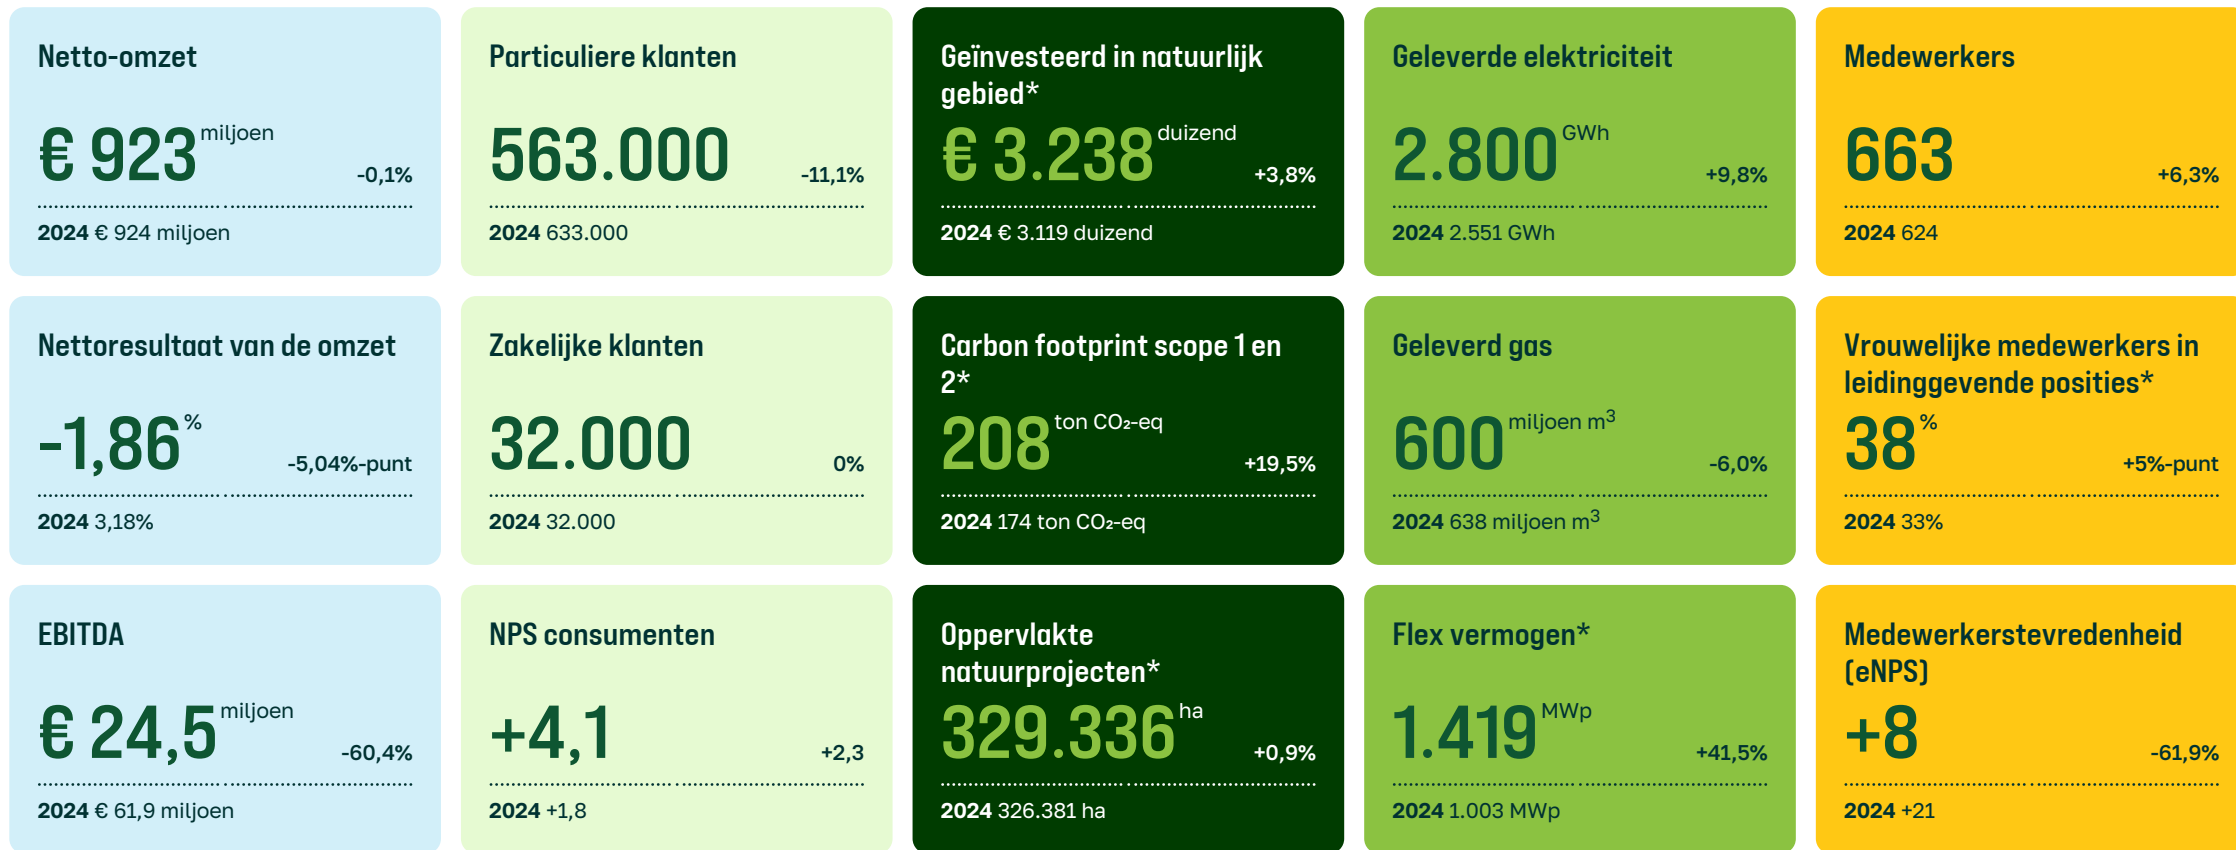 Netto-omzet
€ 923 miljoen
-0,1%
2024 € 924 miljoen
Particuliere klanten
563.000
-11,1%
2024 633.000
Geïnvesteerd in natuurlijk
gebied*
€ 3.238 duizend
+3,8%
2024 € 3.119 duizend
Geleverde elektriciteit
2.800 GWh
+9,8%
2024 2.551 GWh
Medewerkers
663
+6,3%
2024 624
Nettoresultaat van de omzet
-1,86 %
-5,04%-punt
2024 3,18%
Zakelijke klanten
32.000
0%
2024 32.000
Carbon footprint scope 1 en
2*
208 ton CO₂-eq
+19,5%
2024 174 ton CO₂-eq
Geleverd gas
600 miljoen m³
-6,0%
2024 638 miljoen m³
Vrouwelijke medewerkers in
leidinggevende posities*
38 %
+5%-punt
2024 33%
EBITDA
€ 24,5 miljoen
-60,4%
2024 € 61,9 miljoen
NPS consumenten
+4,1
+2,3
2024 +1,8
Oppervlakte
natuurprojecten*
329.336 ha
+0,9%
2024 326.381 ha
Flex vermogen*
1.419 MWp
+41,5%
2024 1.003 MWp
Medewerkerstevredenheid
(eNPS)
+8
-61,9%
2024 +21